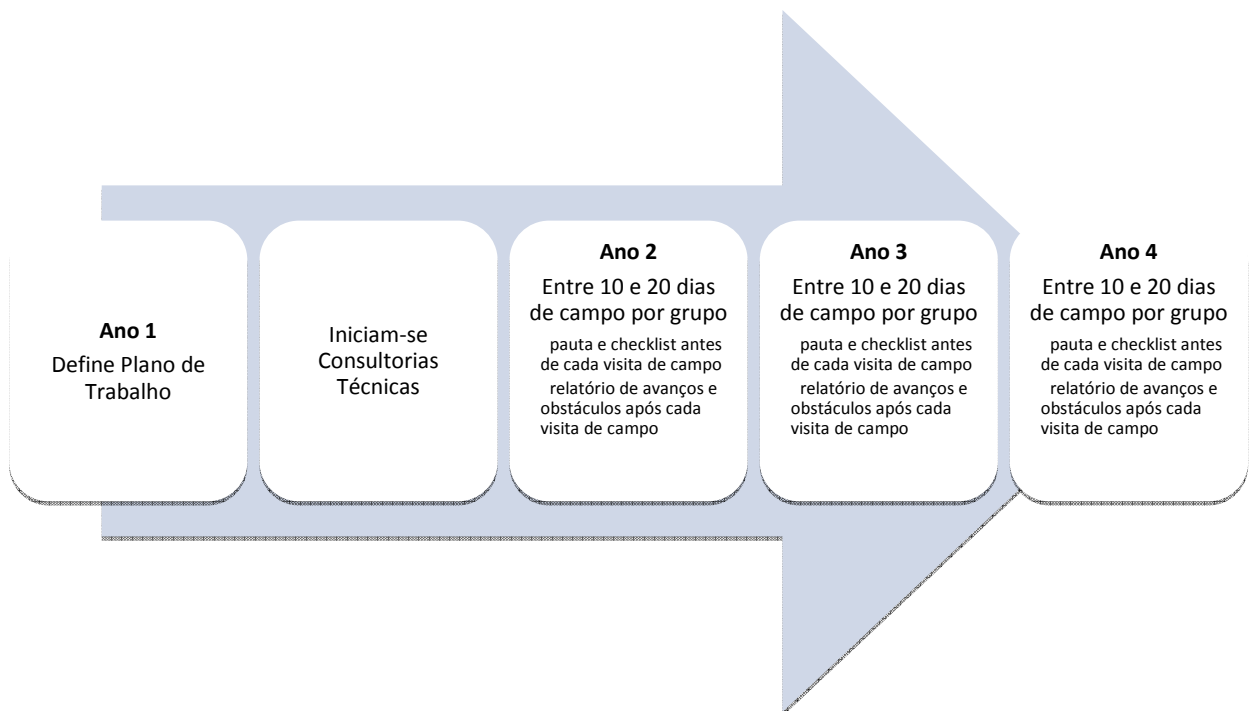 Ano 1
Define Plano de
Trabalho
Iniciam-se
Consultorias
Técnicas
Ano 2
Entre 10 e 20 dias
de campo por grupo
pauta e checklist antes
de cada visita de campo
relatório de avanços e
obstáculos após cada
visita de campo
Ano 3
Entre 10 e 20 dias
de campo por grupo
pauta e checklist antes
de cada visita de campo
relatório de avanços e
obstáculos após cada
visita de campo
Ano 4
Entre 10 e 20 dias
de campo por grupo
pauta e checklist antes
de cada visita de campo
relatório de avanços e
obstáculos após cada
visita de campo